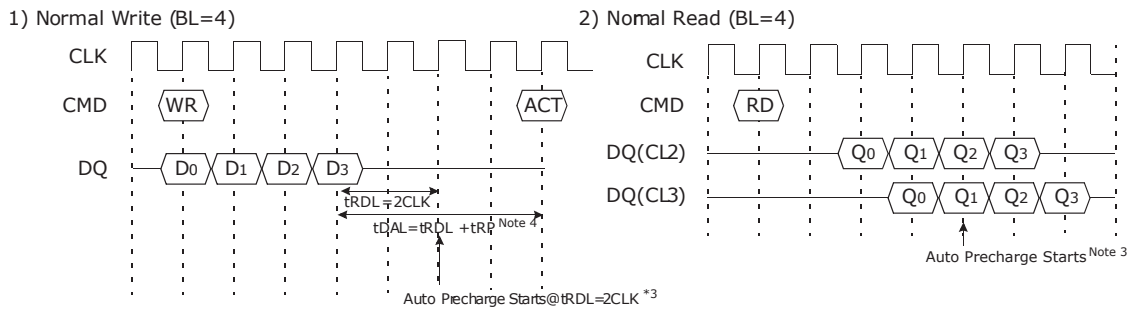 1) Normal Write (BL=4)
CLK
CMD
WR
ACT
DQ
D0
D1
D2
D3
tRDL=2CLK
tDAL=tRDL +tRP Note 4
Auto Precharge Starts@tRDL=2CLK *3
2) Nomal Read (BL=4)
CLK
CMD
RD
DQ(CL2)
Q0
Q1
Q2
Q3
DQ(CL3)
Q0
Q1
Q2
Q3
Auto Precharge Starts Note 3